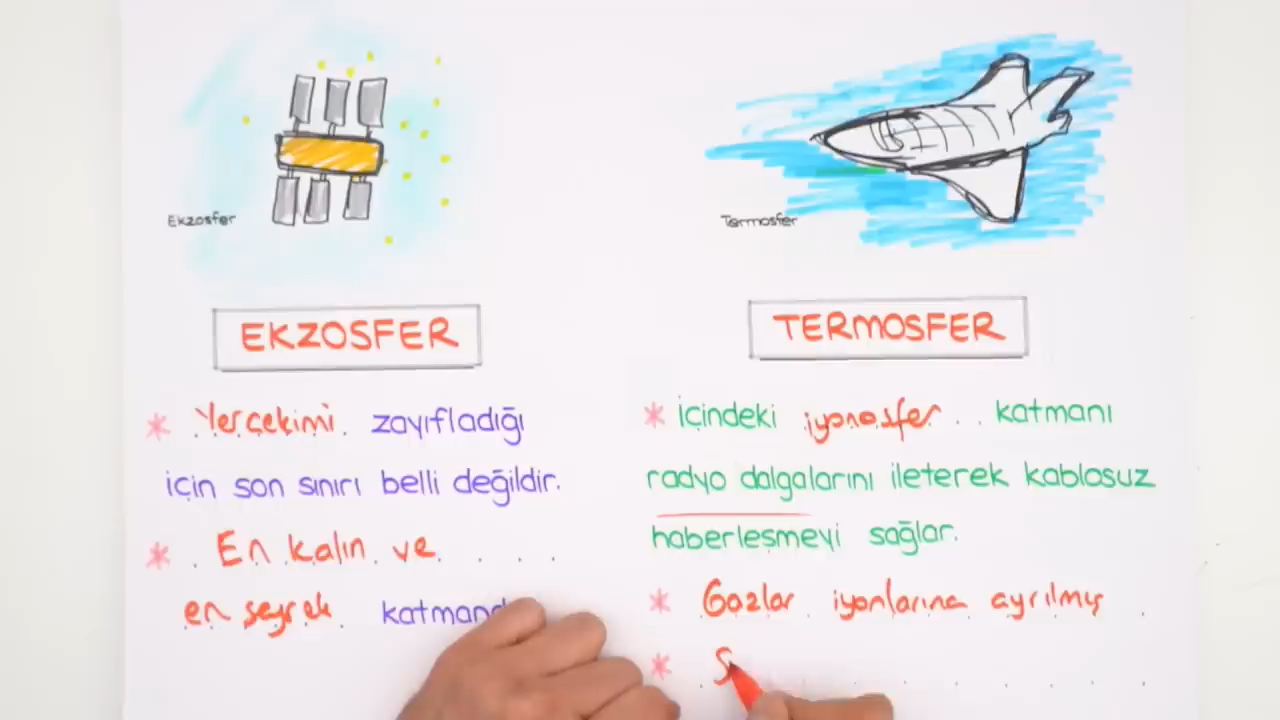 Ekzosfer
Termosfer
EKZOSFER
TERMOSFER
* Yerçekimi zayıfladığı
için son sınırı belli değildir.
* En kalın ve
en seyrek
* İçindeki iyonosfer katmanı
radyo dalgalarını ileterek kablosuz
haberleşmeyi sağlar.
* Gazlar iyonlarına ayrılmış
* S